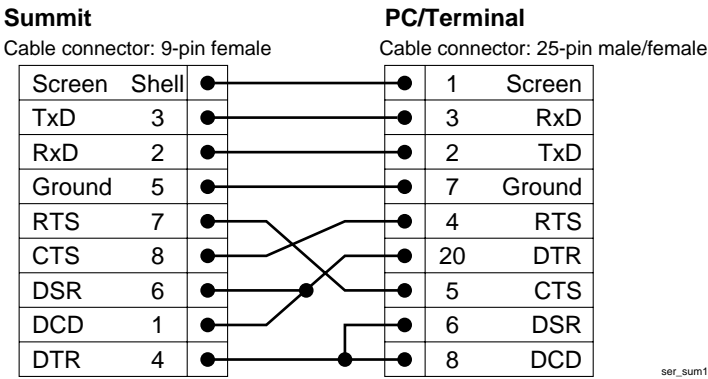 Summit PC/Terminal
Cable connector: 9-pin female Cable connector: 25-pin male/female
Screen Shell 1 Screen
TxD 3 3 RxD
RxD 2 2 TxD
Ground 5 7 Ground
RTS 7 4 RTS
CTS 8 20 DTR
DSR 6 5 CTS
DCD 1 6 DSR
DTR 4 8 DCD
ser_sum1